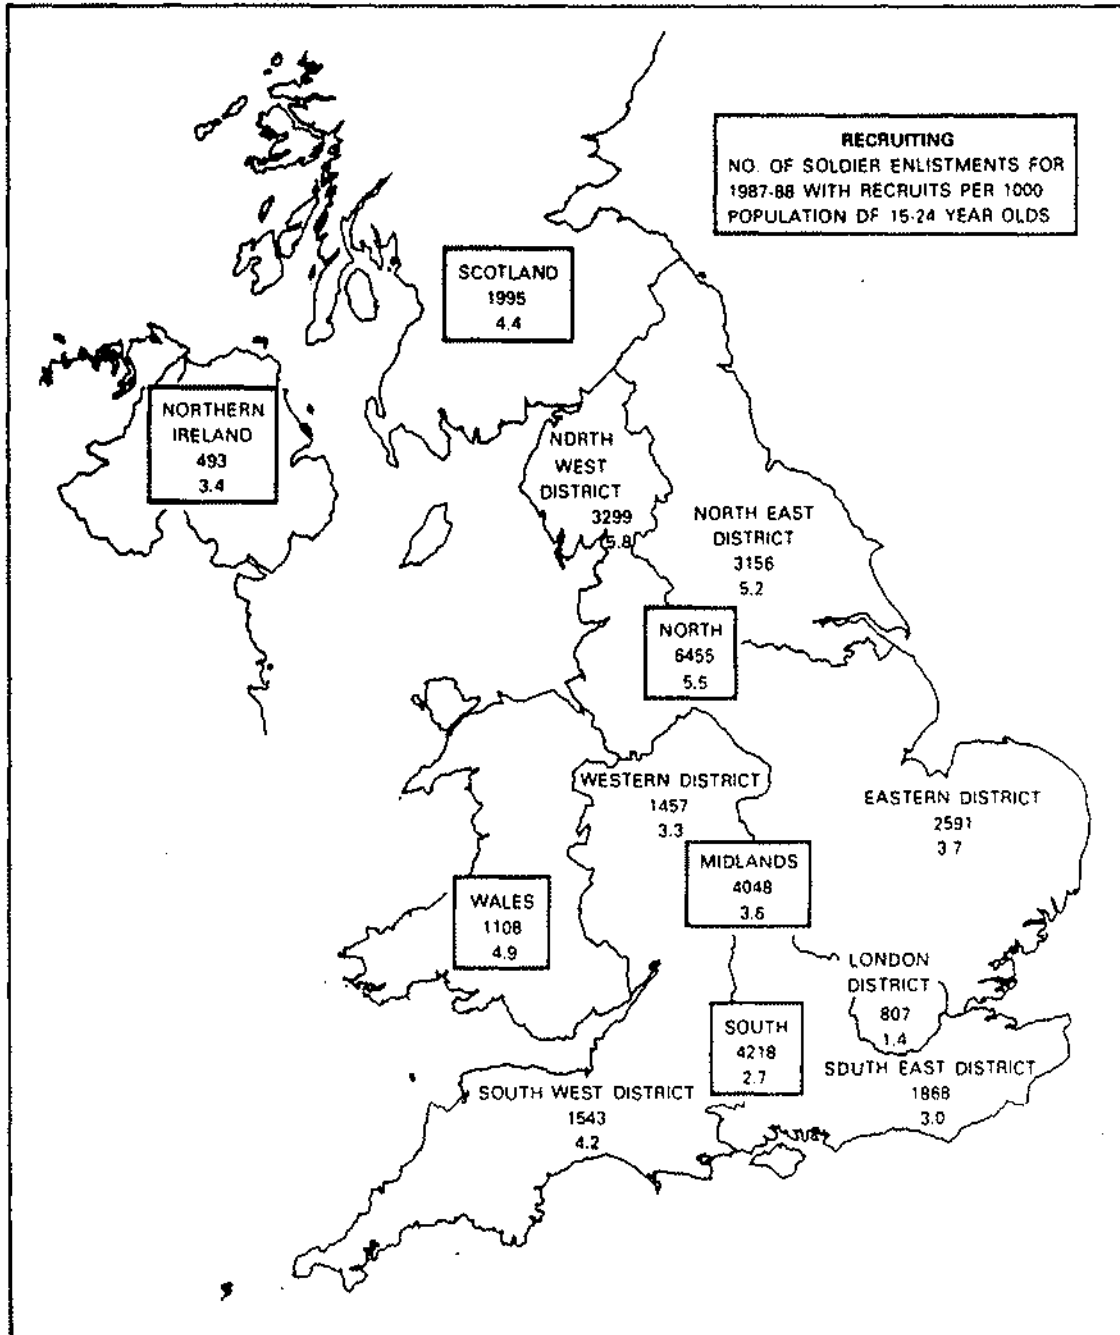 RECRUITING
NO. OF SOLDIER ENLISTMENTS FOR
1987-88 WITH RECRUITS PER 1000
POPULATION OF 15-24 YEAR OLDS
SCOTLAND
1995
4.4
NORTHERN
IRELAND
493
3.4
NORTH
WEST
DISTRICT
3299
5.8
NORTH EAST
DISTRICT
3156
5.2
NORTH
6455
5.5
WESTERN DISTRICT
1457
3.3
EASTERN DISTRICT
2591
3.7
MIDLANDS
4048
3.6
WALES
1108
4.9
LONDON
DISTRICT
807
1.4
SOUTH
4218
2.7
SOUTH EAST DISTRICT
1868
3.0
SOUTH WEST DISTRICT
1543
4.2